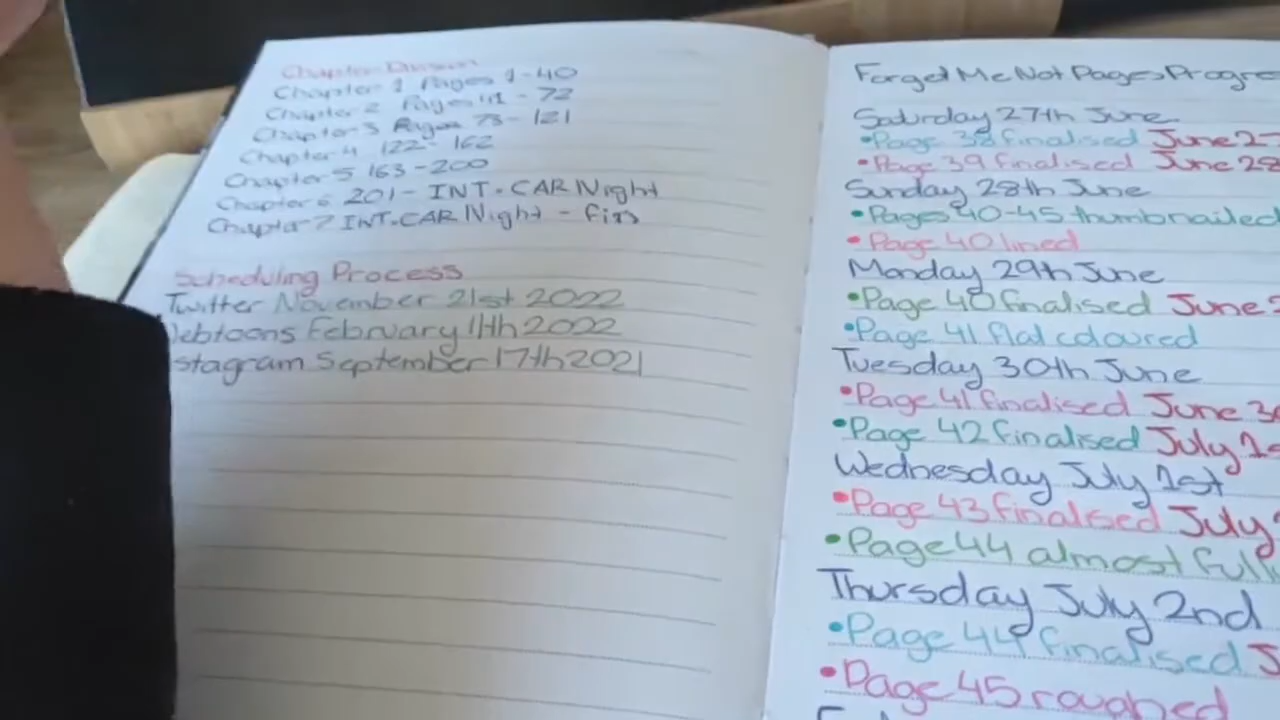 Chapter Division
Chapter 1 Pages 1-40
Chapter 2 Pages 41-72
Chapter 3 Pages 73-121
Chapter 4 122-162
Chapter 5 163-200
Chapter 6 201- INT.CAR Night
Chapter 7 INT.CAR Night - fin
Scheduling Process
Twitter November 21st 2022
ebtoons February 11th 2022
stagram September 17th 2021
Forget Me Not Pages Progre
Saturday 27th June
•Page 38 finalised June 27
•Page 39 finalised June 28
Sunday 28th June
•Pages 40-45 thumbnailed
•Page 40 lined
Monday 29th June
•Page 40 finalised June
•Page 41 flat coloured
Tuesday 30th June
•Page 41 finalised June 30
•Page 42 finalised July 1s
Wednesday July 1st
•Page 43 finalised July
•Page 44 almost full
Thursday July 2nd
•Page 44 finalised J
•Page 45 roughed